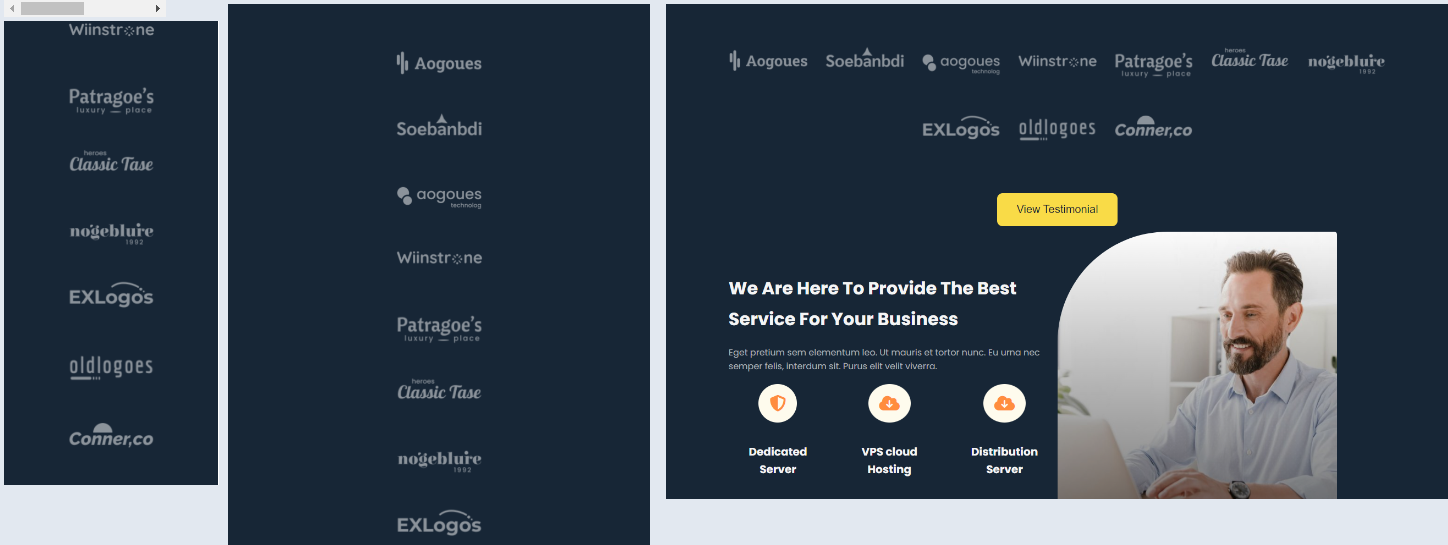 Wiinstrone
Patragoe's
luxury — place
heroes
Classic Tase
nogeblure
1992
EXLogos
oldlogoes
Conner,co
Aogoues
Soebanbdi
aogoues
technolog
Wiinstrone
Patragoe's
luxury — place
heroes
Classic Tase
nogeblure
1992
EXLogos
Aogoues
Soebanbdi
aogoues
technolog
Wiinstrone
Patragoe's
luxury — place
heroes
Classic Tase
nogeblure
1992
EXLogos
oldlogoes
Conner,co
View Testimonial
We Are Here To Provide The Best
Service For Your Business
Eget pretium sem elementum leo. Ut mauris et tortor nunc. Eu urna nec
semper felis, interdum sit. Purus elit velit viverra.
Dedicated
Server
VPS cloud
Hosting
Distribution
Server